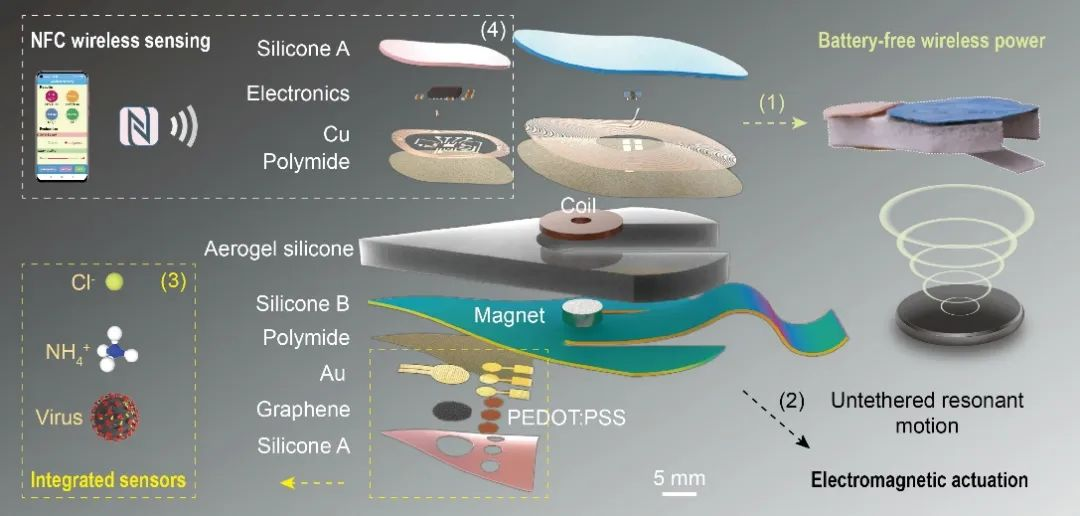 NFC wireless sensing
(4)
Silicone A
Electronics
Cu
Polymide
Battery-free wireless power
(1)
Coil
Aerogel silicone
Cl-
(3)
NH4+
Virus
Integrated sensors
Silicone B
Magnet
Polymide
Au
Graphene
PEDOT:PSS
Silicone A
5 mm
(2)
Untethered resonant
motion
Electromagnetic actuation